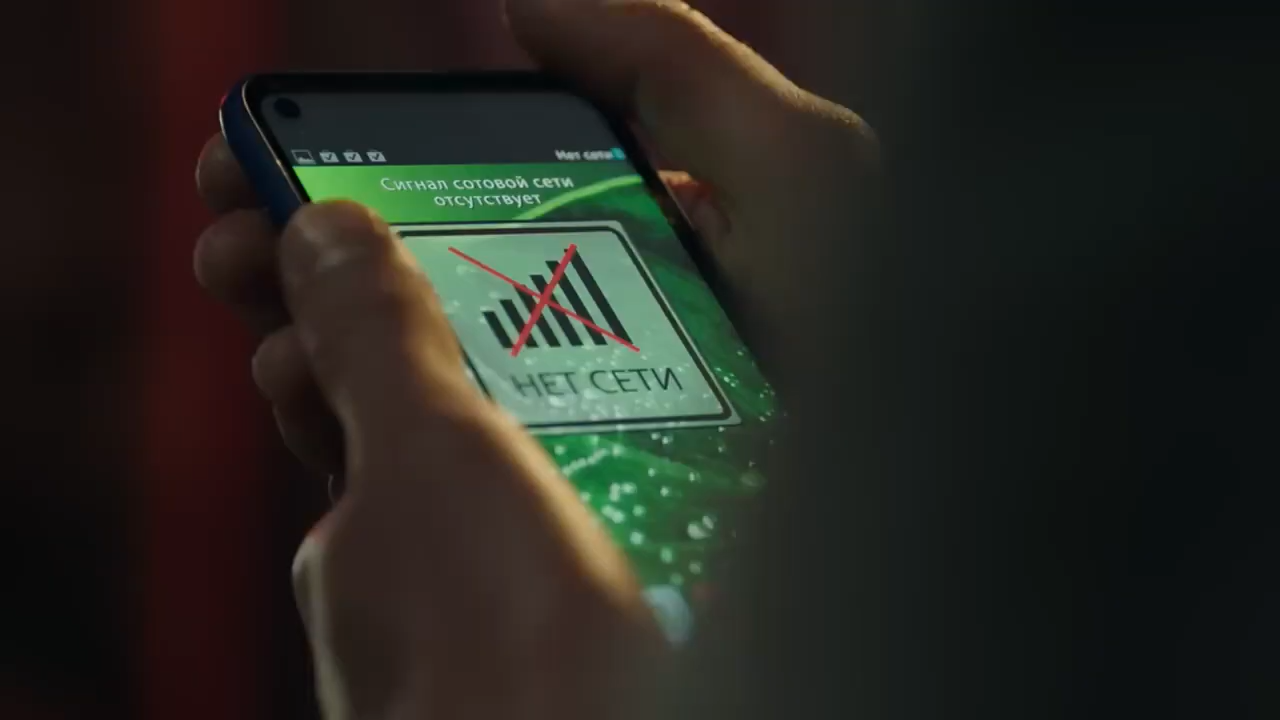 Нет сети
Сигнал сотовой сети
отсутствует
НЕТ СЕТИ